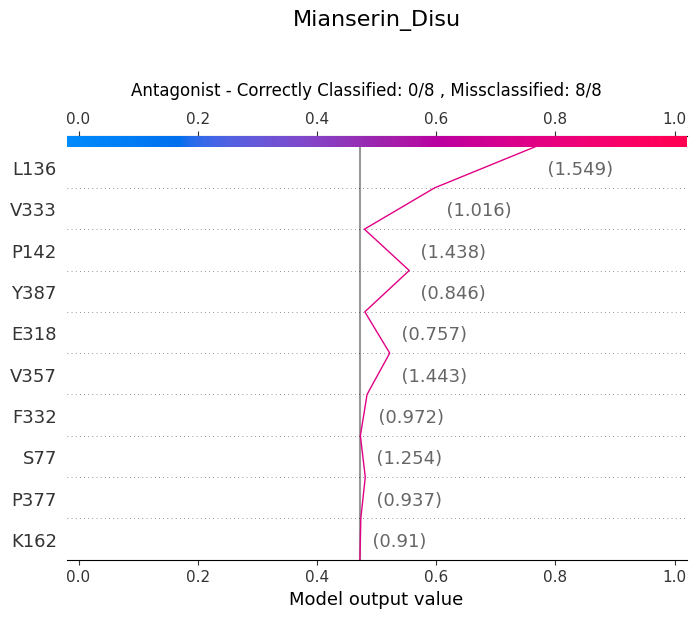 Mianserin_Disu
Antagonist - Correctly Classified: 0/8 , Missclassified: 8/8
0.0 0.2 0.4 0.6 0.8 1.0
L136 (1.549)
V333 (1.016)
P142 (1.438)
Y387 (0.846)
E318 (0.757)
V357 (1.443)
F332 (0.972)
S77 (1.254)
P377 (0.937)
K162 (0.91)
0.0 0.2 0.4 0.6 0.8 1.0
Model output value